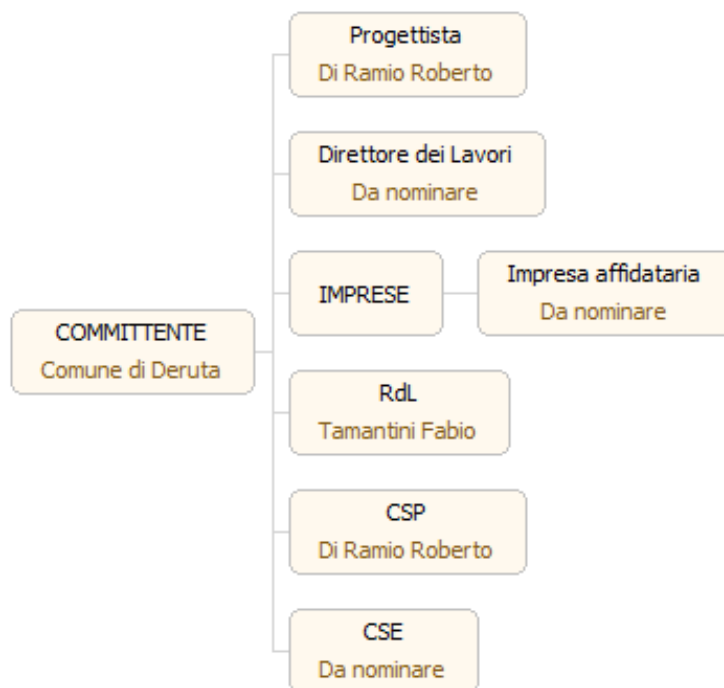 COMMITTENTE
Comune di Deruta
Progettista
Di Ramio Roberto
Direttore dei Lavori
Da nominare
IMPRESE
Impresa affidataria
Da nominare
RdL
Tamantini Fabio
CSP
Di Ramio Roberto
CSE
Da nominare